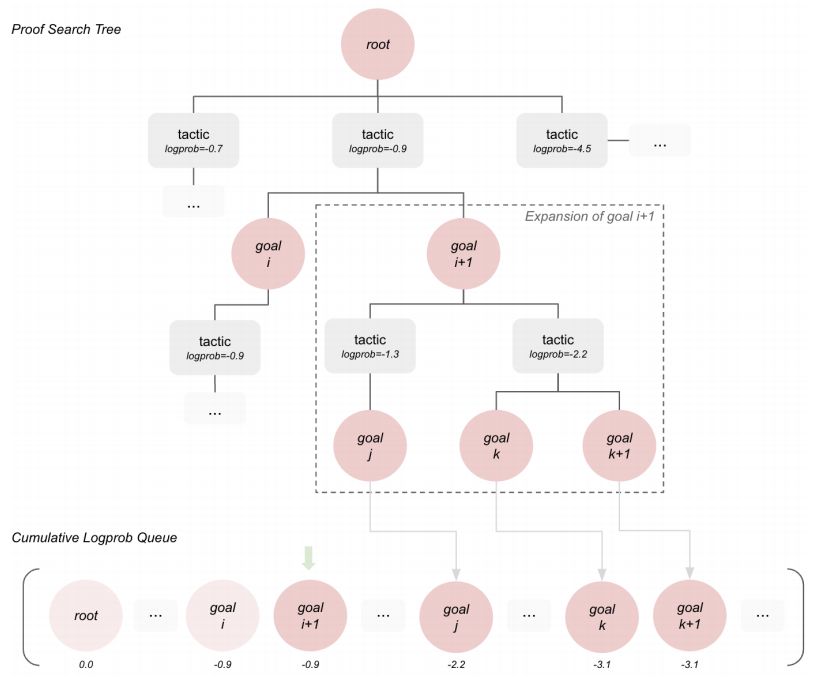 Proof Search Tree
root
tactic
logprob=-0.7
tactic
logprob=-0.9
tactic
logprob=-4.5
...
...
Expansion of goal i+1
goal
i
goal
i+1
tactic
logprob=-0.9
tactic
logprob=-1.3
tactic
logprob=-2.2
...
goal
j
goal
k
goal
k+1
Cumulative Logprob Queue
root
...
goal
i
goal
i+1
...
goal
j
...
goal
k
goal
k+1
...
0.0
-0.9
-0.9
-2.2
-3.1
-3.1